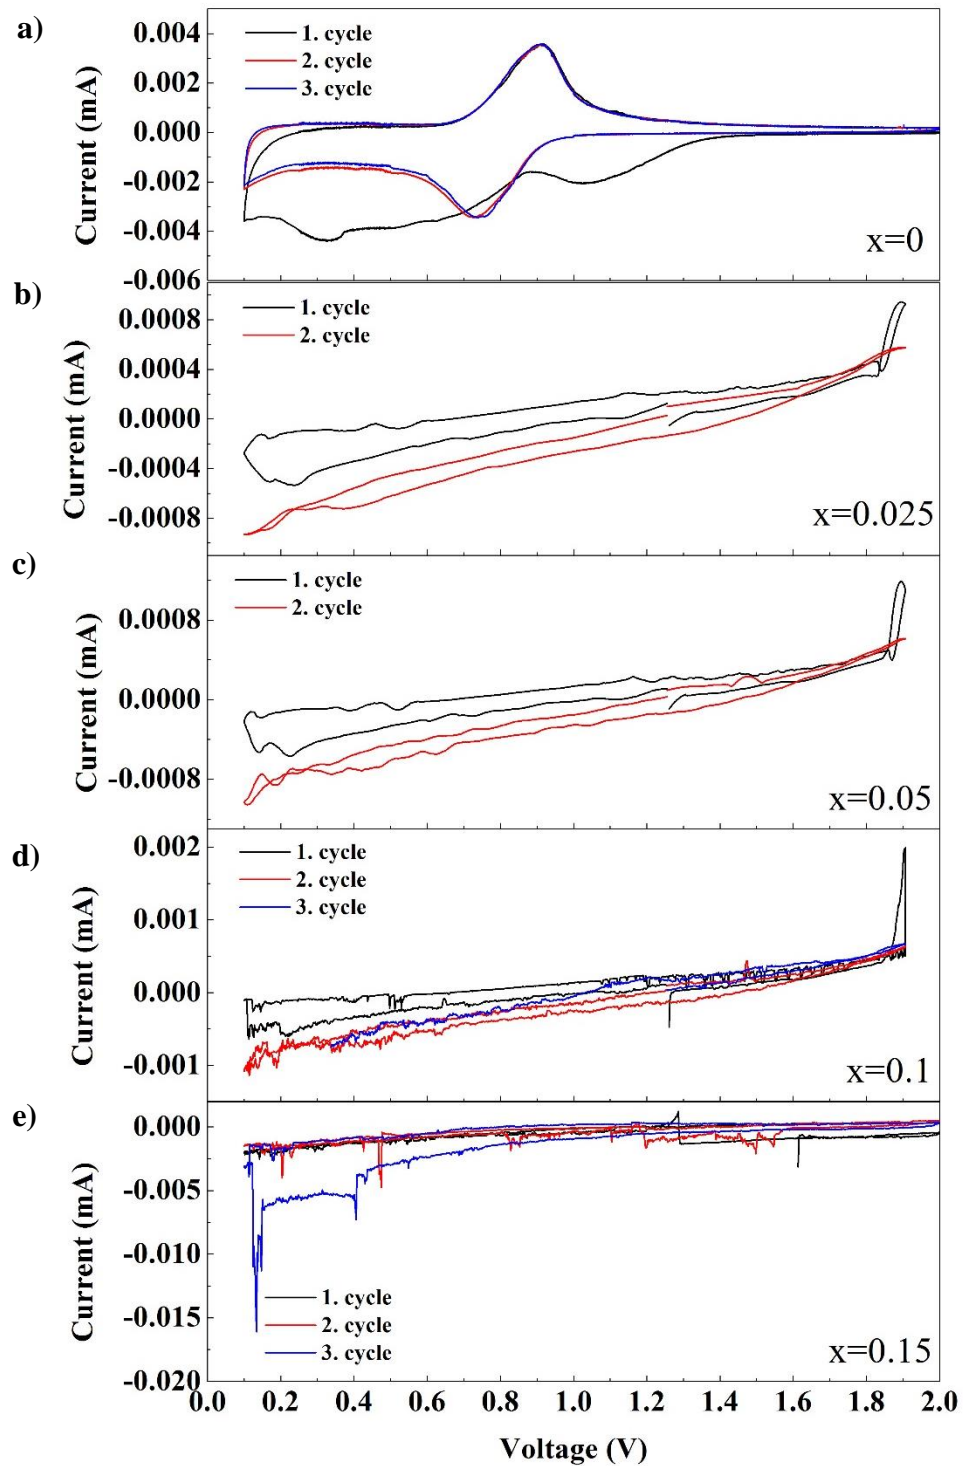 a)
Current (mA)
0.004
0.002
0.000
-0.002
-0.004
-0.006
1. cycle
2. cycle
3. cycle
x=0
b)
Current (mA)
0.0008
0.0004
0.0000
-0.0004
-0.0008
1. cycle
2. cycle
x=0.025
c)
Current (mA)
0.0008
0.0000
-0.0008
1. cycle
2. cycle
x=0.05
d)
Current (mA)
0.002
0.001
0.000
-0.001
1. cycle
2. cycle
3. cycle
x=0.1
e)
Current (mA)
0.000
-0.005
-0.010
-0.015
-0.020
1. cycle
2. cycle
3. cycle
x=0.15
0.0 0.2 0.4 0.6 0.8 1.0 1.2 1.4 1.6 1.8 2.0
Voltage (V)